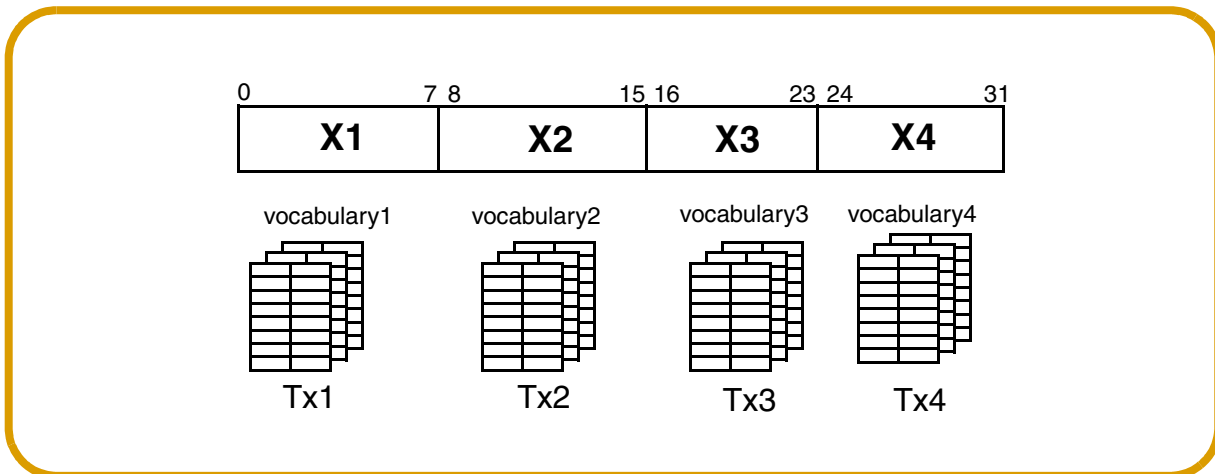 0 7 8 15 16 23 24 31
X1 X2 X3 X4
vocabulary1 vocabulary2 vocabulary3 vocabulary4
Tx1 Tx2 Tx3 Tx4